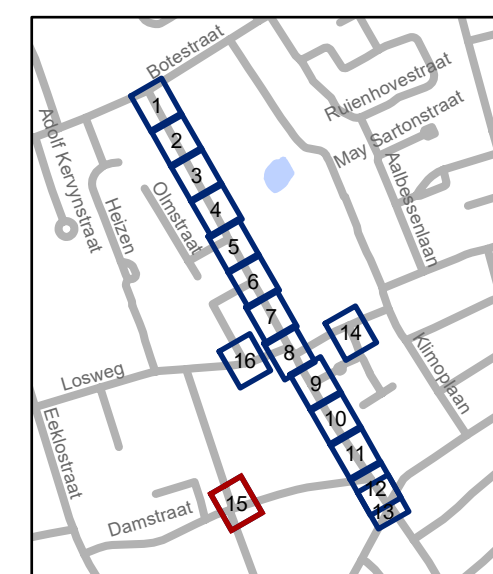 Botestraat
1
Ruienhovestraat
Adolf Kervynstraat
2
May Sartonstraat
3
Aalbessenlaan
Olmstraat
4
Heizen
5
6
7
14
8
16
Klimoplaan
Losweg
9
10
Eeklostraat
11
12
15
13
Damstraat